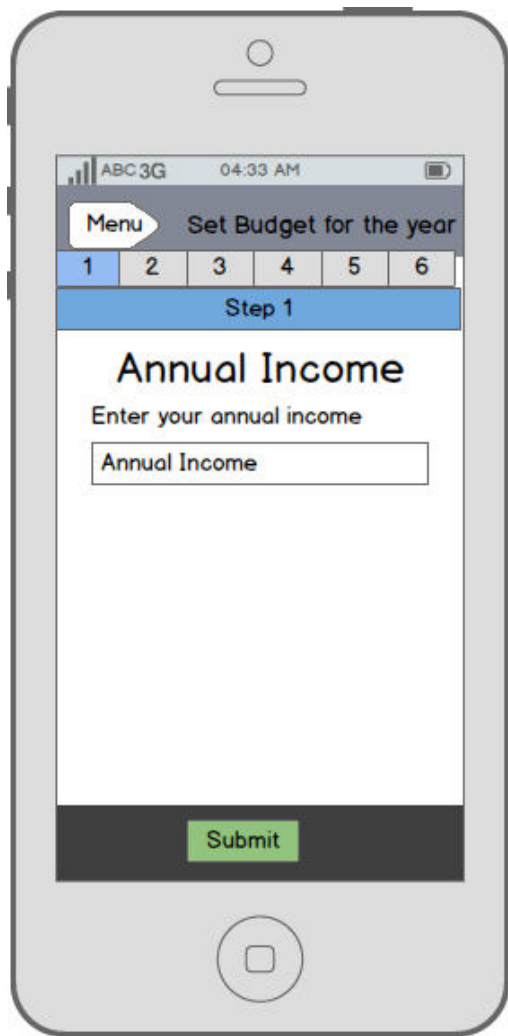 ABC 3G 04:33 AM
Menu Set Budget for the year
1 2 3 4 5 6
Step 1
Annual Income
Enter your annual income
Annual Income
Submit